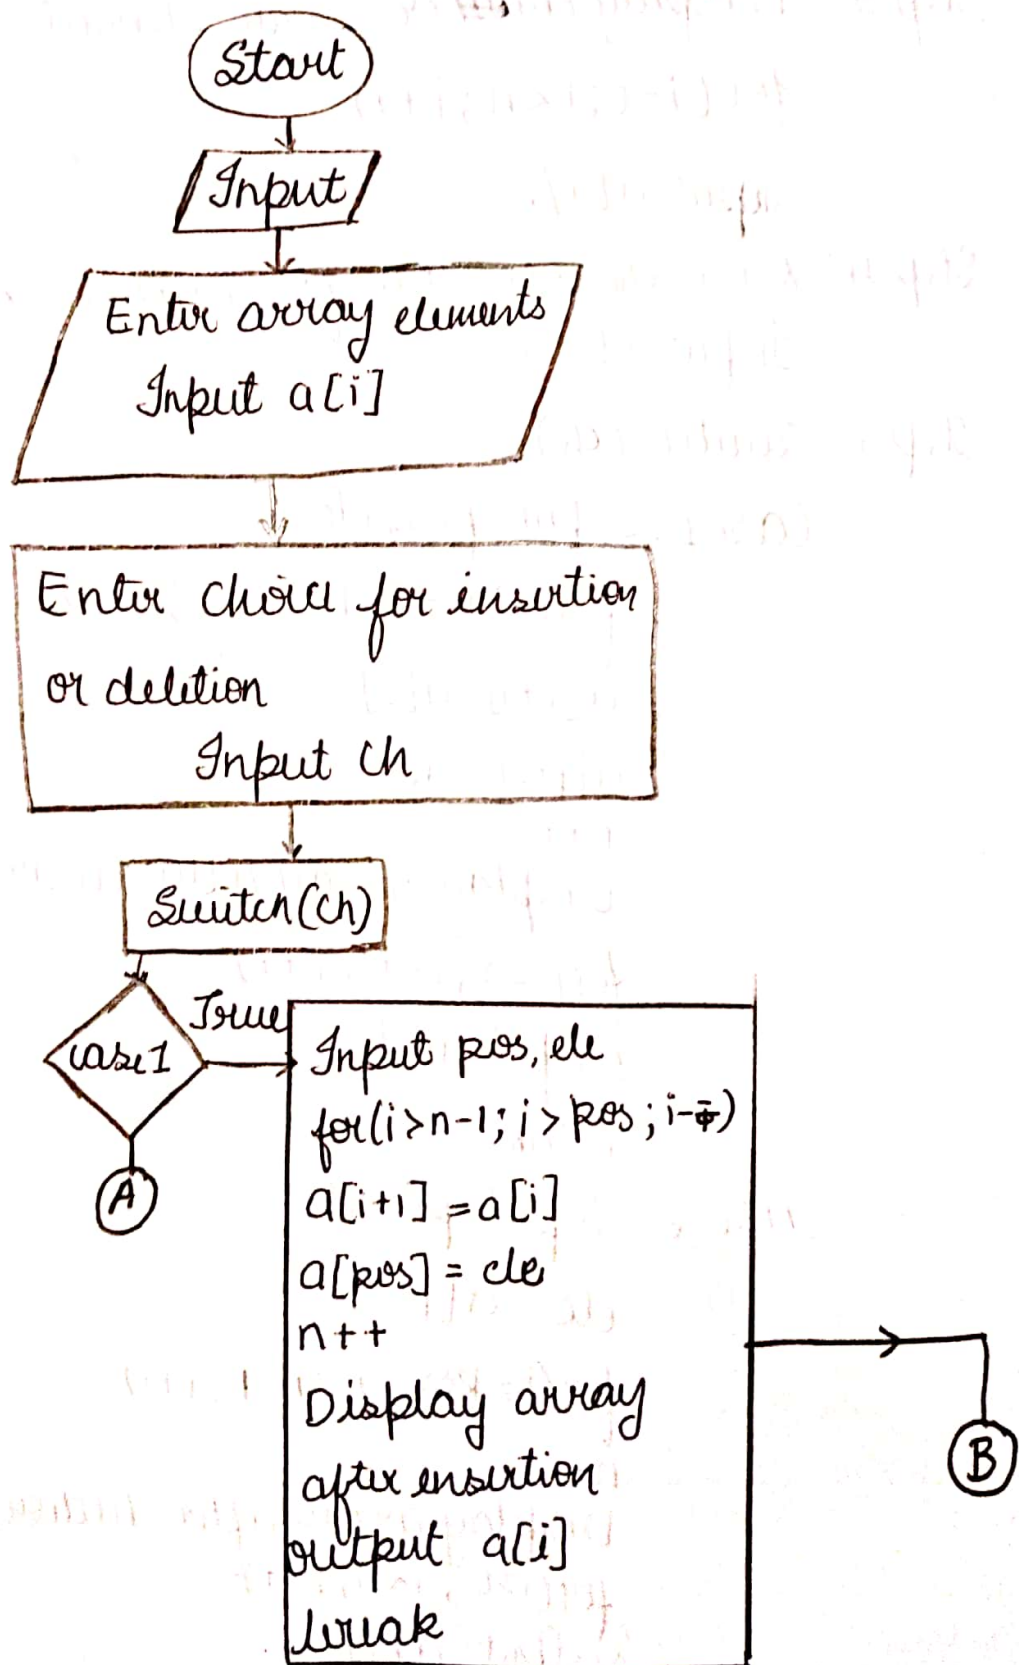 Start
Input
Enter array elements
Input a[i]
Enter choice for insertion
or deletion
Input ch
Switch(ch)
case1
True
A
Input pos, ele
for(i>n-1; i>pos; i--)
a[i+1] = a[i]
a[pos] = ele
n++
Display array
after insertion
output a[i]
break
B